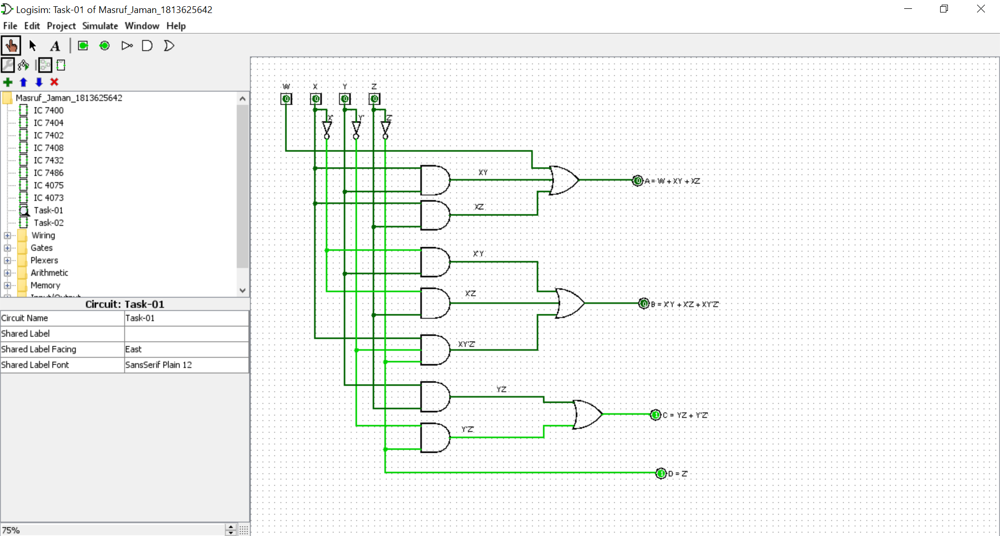 Logisim: Task-01 of Masruf_Jaman_1813625642
File Edit Project Simulate Window Help
A
Masruf_Jaman_1813625642
IC 7400
IC 7404
IC 7402
IC 7408
IC 7432
IC 7486
IC 4075
IC 4073
Task-01
Task-02
Wiring
Gates
Plexers
Arithmetic
Memory
Input/Output
Circuit: Task-01
Circuit Name Task-01
Shared Label
Shared Label Facing East
Shared Label Font SansSerif Plain 12
75%
W X Y Z
0 0 0 0
X' Y' Z'
XY
0 A = W + XY + XZ
XZ
X'Y
X'Z
0 B = X'Y + X'Z + XY'Z'
XY'Z'
YZ
1 C = YZ + Y'Z'
Y'Z'
1 D = Z'